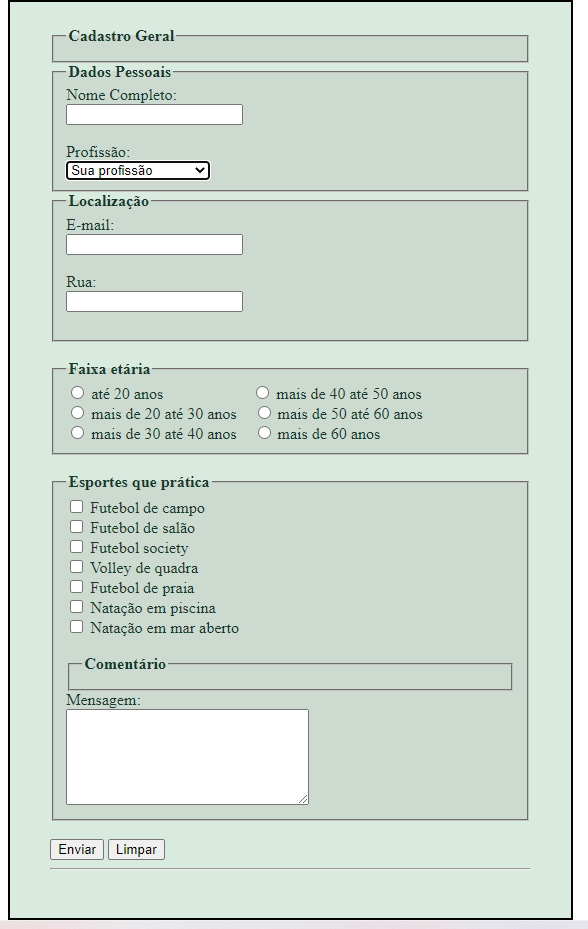 Cadastro Geral
Dados Pessoais
Nome Completo:
Profissão:
Sua profissão
Localização
E-mail:
Rua:
Faixa etária
até 20 anos mais de 40 até 50 anos
mais de 20 até 30 anos mais de 50 até 60 anos
mais de 30 até 40 anos mais de 60 anos
Esportes que prática
Futebol de campo
Futebol de salão
Futebol society
Volley de quadra
Futebol de praia
Natação em piscina
Natação em mar aberto
Comentário
Mensagem:
Enviar Limpar